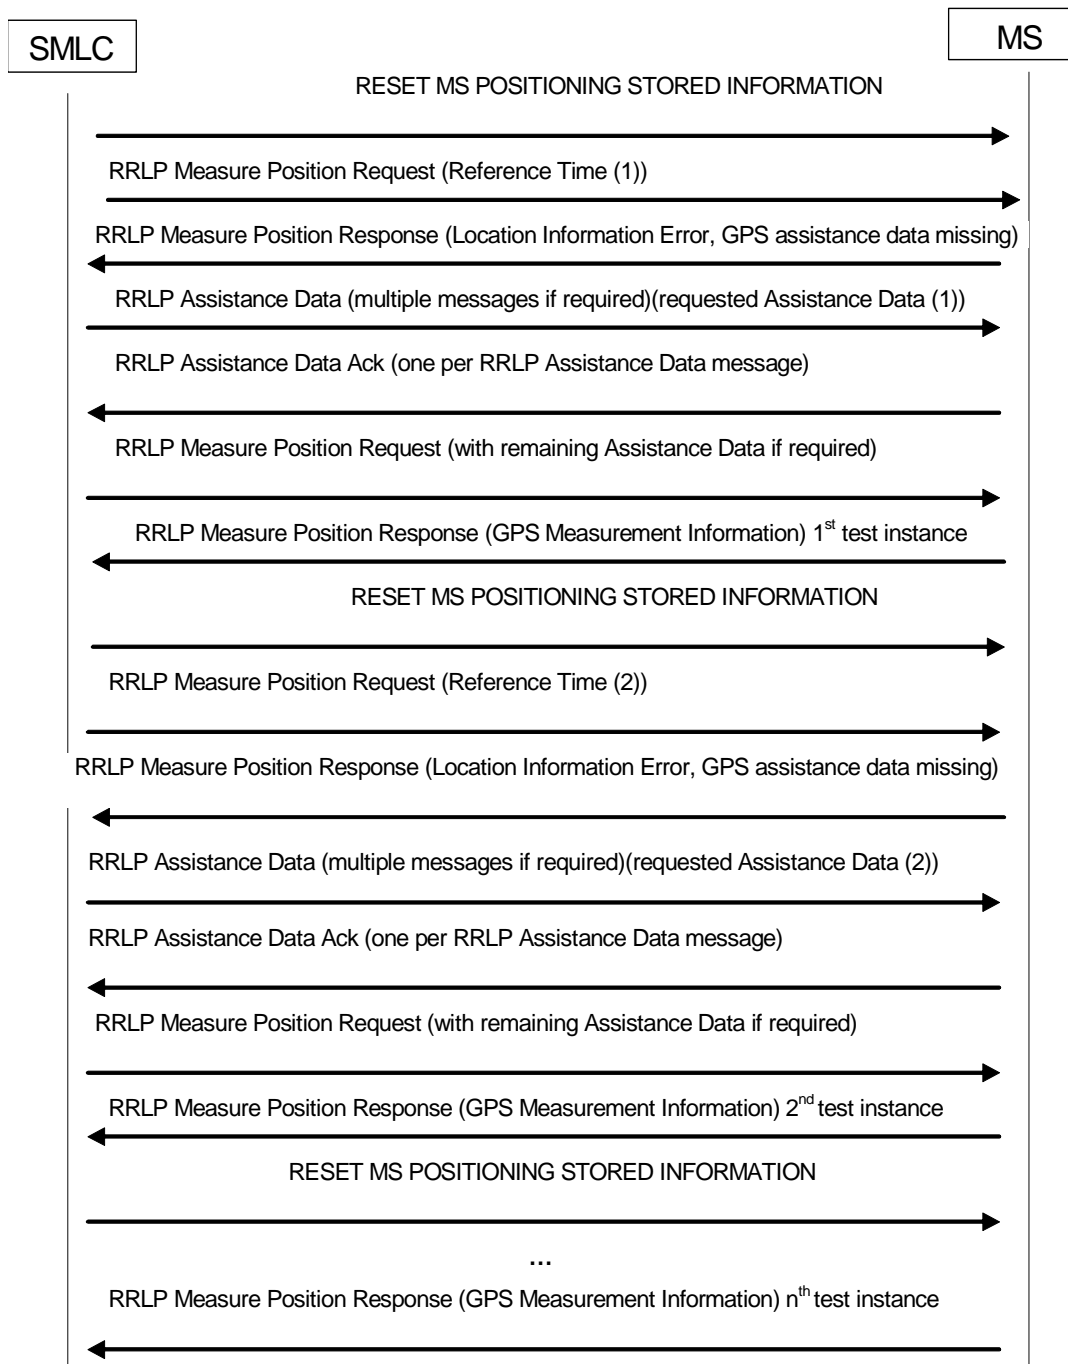 SMLC
MS
RESET MS POSITIONING STORED INFORMATION
RRLP Measure Position Request (Reference Time (1))
RRLP Measure Position Response (Location Information Error, GPS assistance data missing)
RRLP Assistance Data (multiple messages if required)(requested Assistance Data (1))
RRLP Assistance Data Ack (one per RRLP Assistance Data message)
RRLP Measure Position Request (with remaining Assistance Data if required)
RRLP Measure Position Response (GPS Measurement Information) 1st test instance
RESET MS POSITIONING STORED INFORMATION
RRLP Measure Position Request (Reference Time (2))
RRLP Measure Position Response (Location Information Error, GPS assistance data missing)
RRLP Assistance Data (multiple messages if required)(requested Assistance Data (2))
RRLP Assistance Data Ack (one per RRLP Assistance Data message)
RRLP Measure Position Request (with remaining Assistance Data if required)
RRLP Measure Position Response (GPS Measurement Information) 2nd test instance
RESET MS POSITIONING STORED INFORMATION
...
RRLP Measure Position Response (GPS Measurement Information) nth test instance